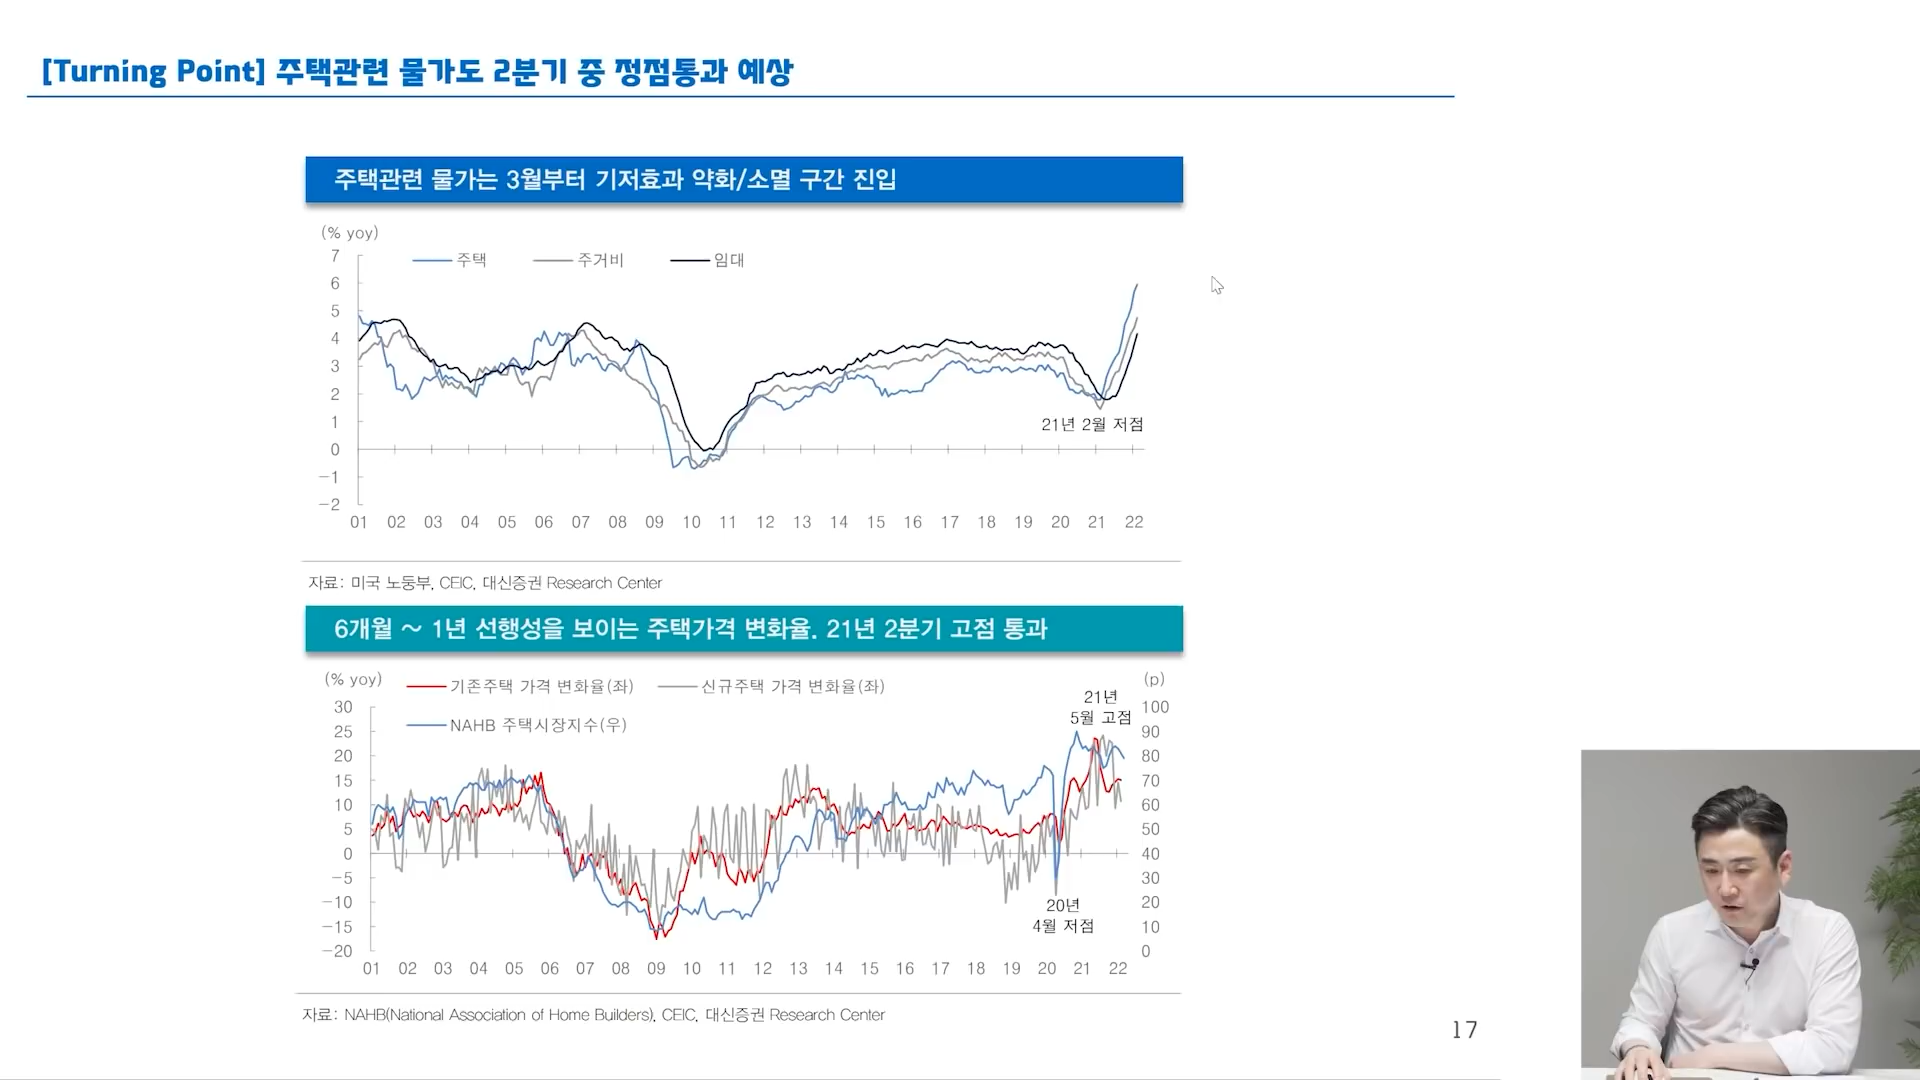 [Turning Point] 주택관련 물가도 2분기 중 정점통과 예상
주택관련 물가는 3월부터 기저효과 약화/소멸 구간 진입
(% yoy)
주택 주거비 임대
7
6
5
4
3
2
1
0
-1
-2
21년 2월 저점
01 02 03 04 05 06 07 08 09 10 11 12 13 14 15 16 17 18 19 20 21 22
자료: 미국 노동부, CEIC, 대신증권 Research Center
6개월 ~ 1년 선행성을 보이는 주택가격 변화율. 21년 2분기 고점 통과
(% yoy)
기존주택 가격 변화율(좌) 신규주택 가격 변화율(좌)
NAHB 주택시장지수(우)
(p)
21년
5월 고점
30
25
20
15
10
5
0
-5
-10
-15
-20
100
90
80
70
60
50
40
30
20
10
0
20년
4월 저점
01 02 03 04 05 06 07 08 09 10 11 12 13 14 15 16 17 18 19 20 21 22
자료: NAHB(National Association of Home Builders), CEIC, 대신증권 Research Center
17